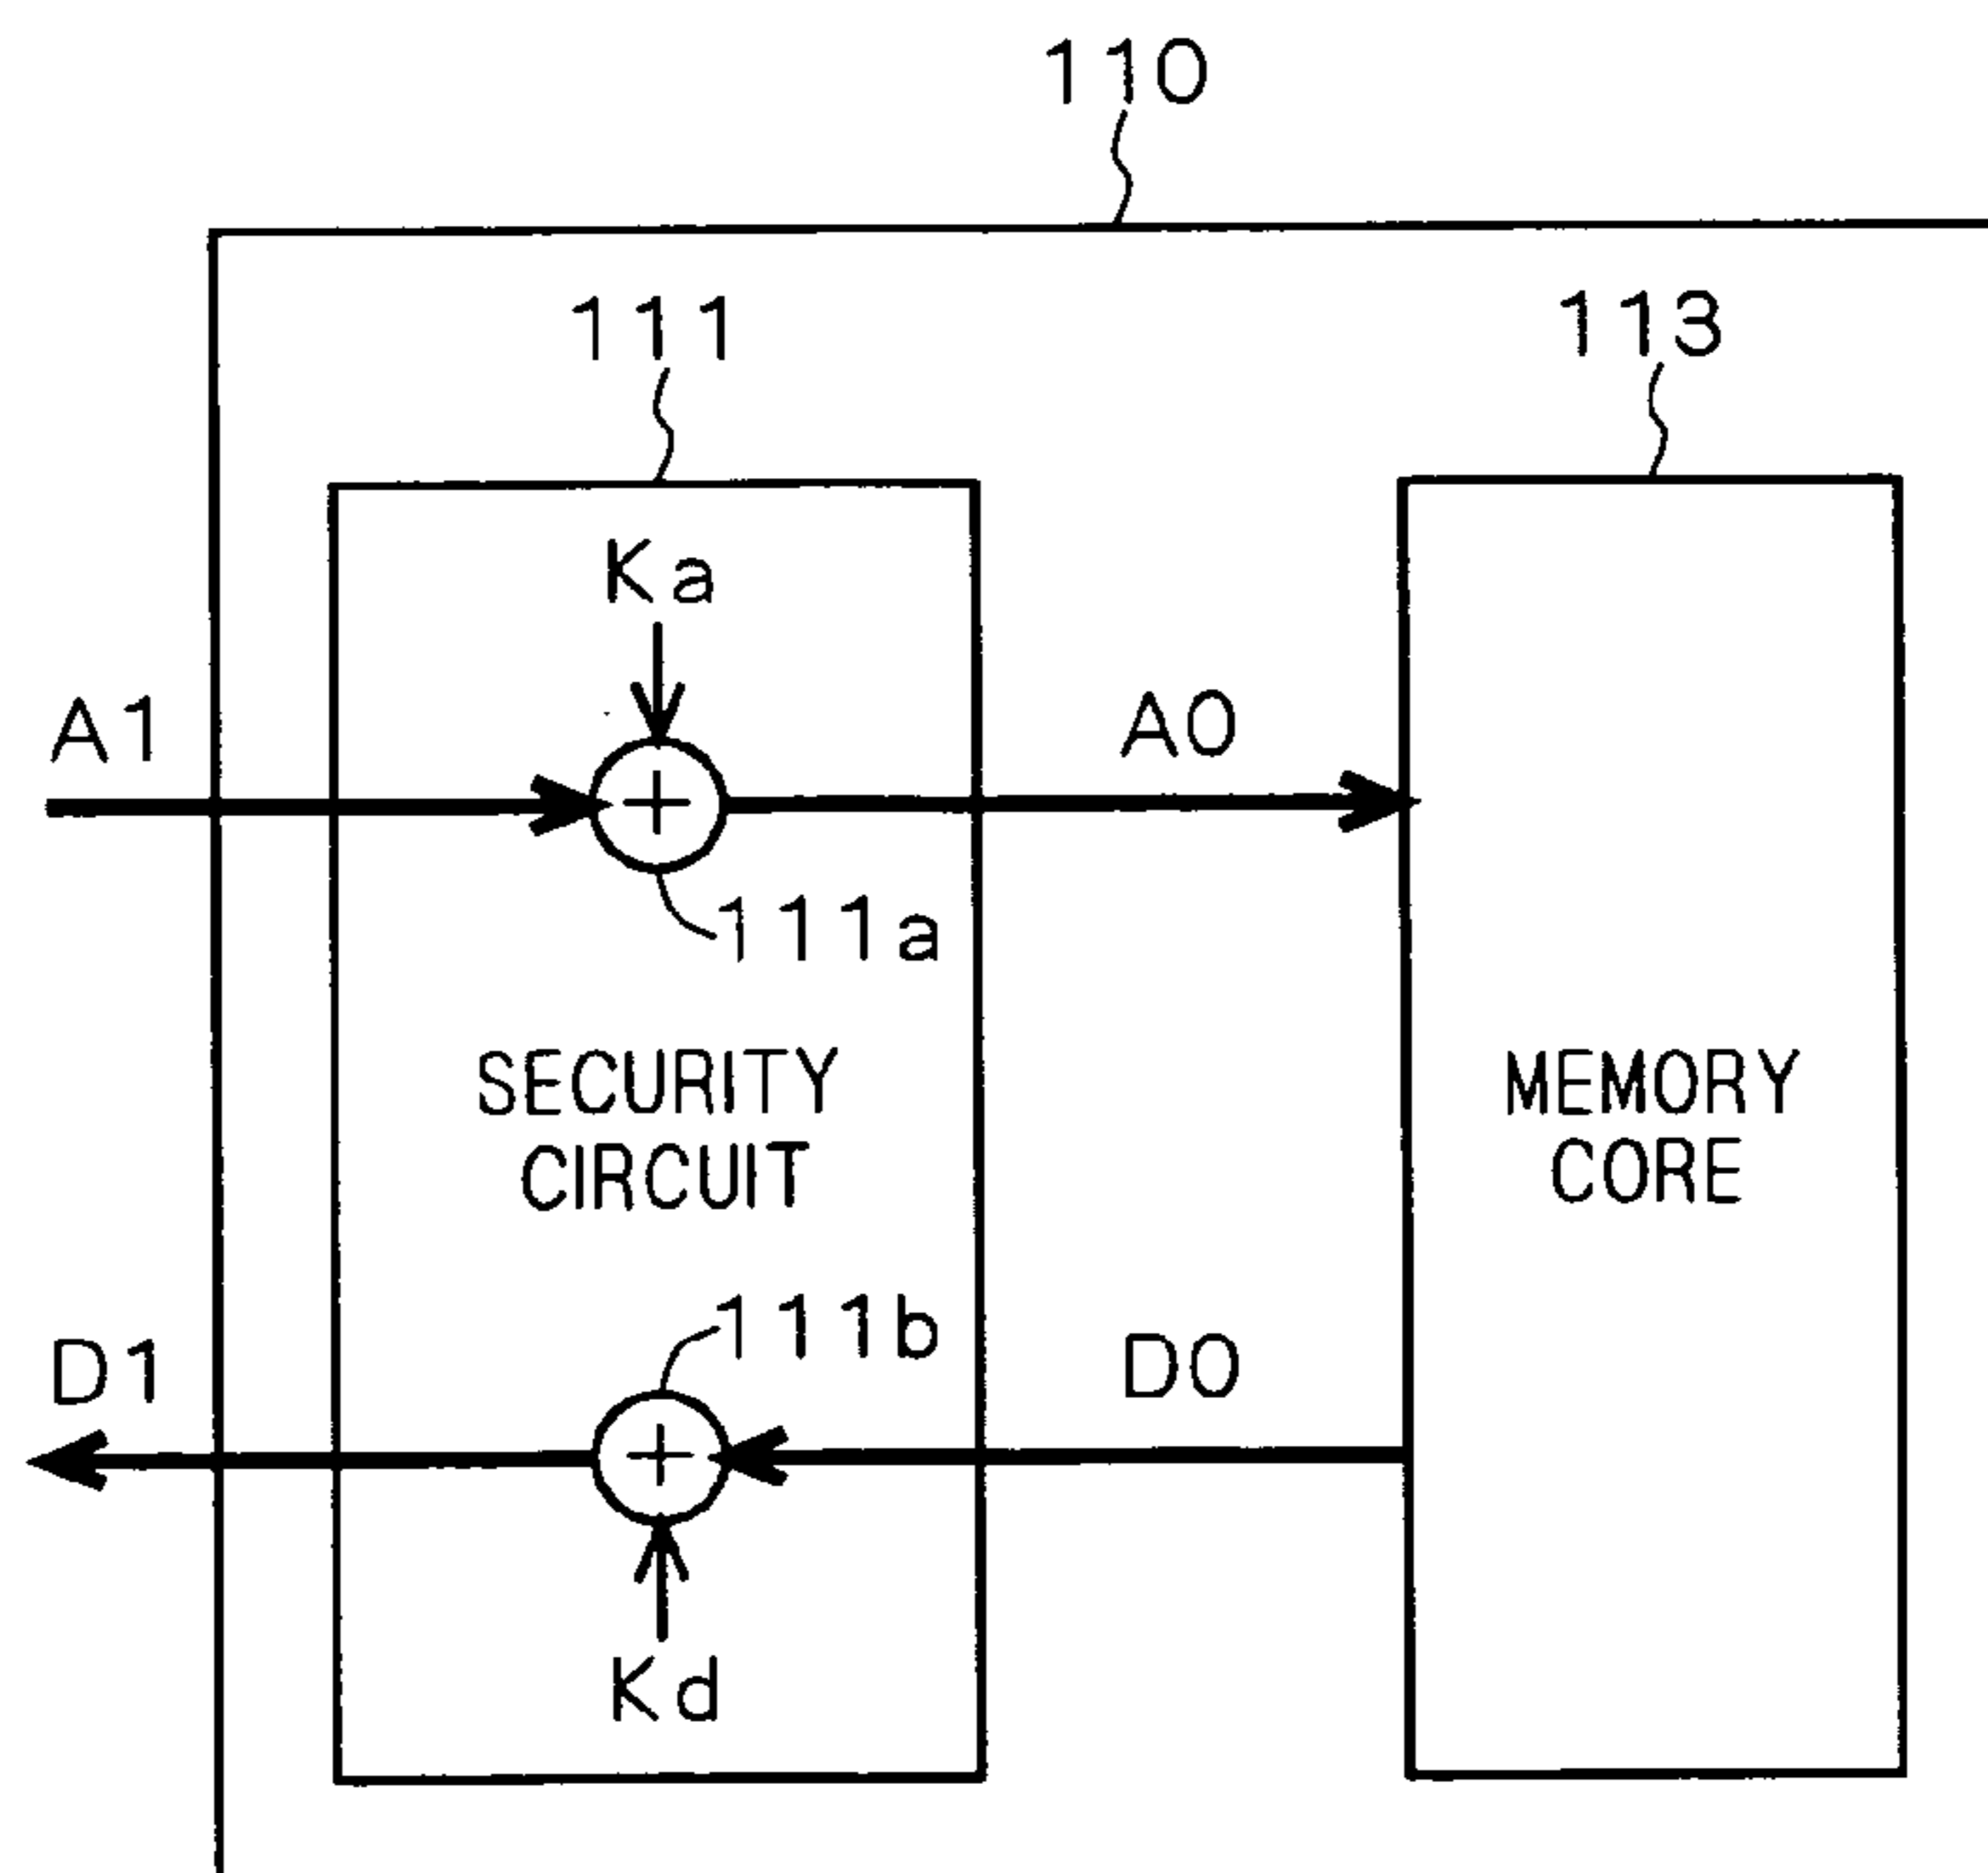 110
111
113
Ka
A1
A0
111a
SECURITY
CIRCUIT
MEMORY
CORE
111b
D1
D0
Kd